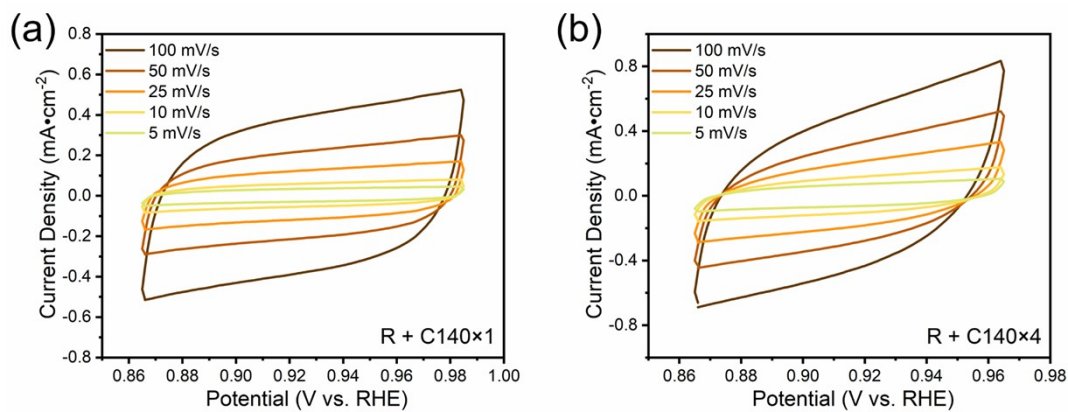 (a)
0.8
0.6
0.4
0.2
0.0
-0.2
-0.4
-0.6
-0.8
Current Density (mA•cm-2)
100 mV/s
50 mV/s
25 mV/s
10 mV/s
5 mV/s
R + C140×1
0.86 0.88 0.90 0.92 0.94 0.96 0.98 1.00
Potential (V vs. RHE)
(b)
0.8
0.4
0.0
-0.4
-0.8
Current Density (mA•cm-2)
100 mV/s
50 mV/s
25 mV/s
10 mV/s
5 mV/s
R + C140×4
0.86 0.88 0.90 0.92 0.94 0.96 0.98
Potential (V vs. RHE)